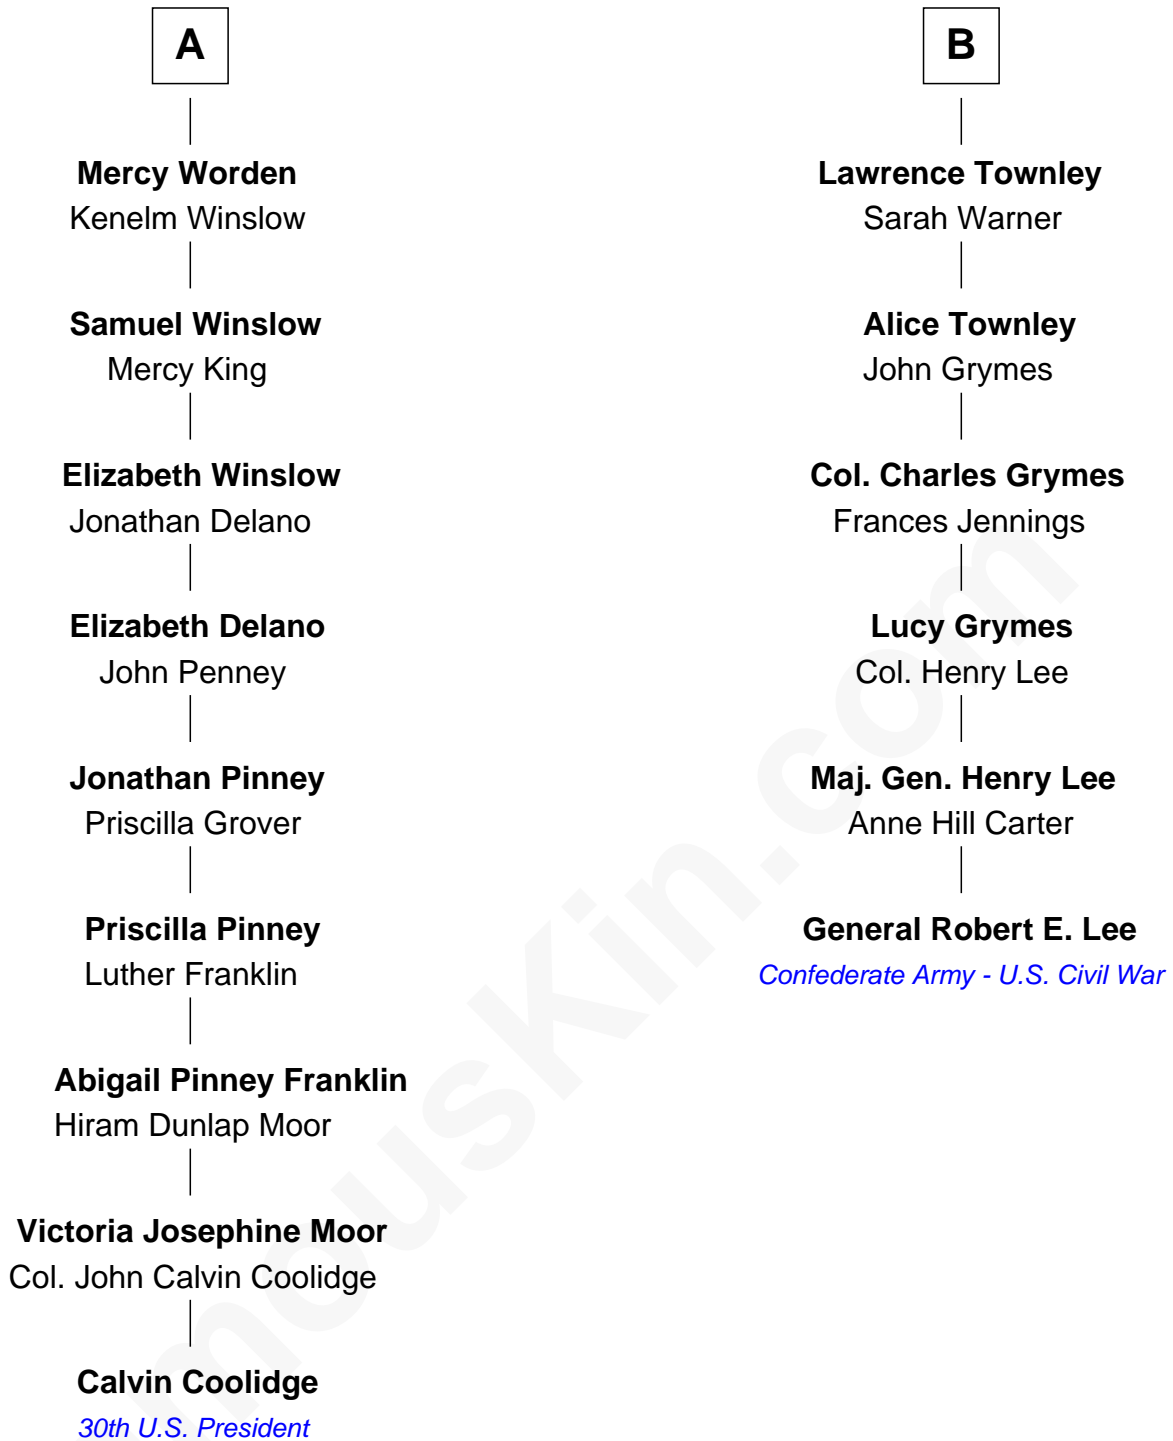 A
Mercy Worden
Kenelm Winslow
Samuel Winslow
Mercy King
Elizabeth Winslow
Jonathan Delano
Elizabeth Delano
John Penney
Jonathan Pinney
Priscilla Grover
Priscilla Pinney
Luther Franklin
Abigail Pinney Franklin
Hiram Dunlap Moor
Victoria Josephine Moor
Col. John Calvin Coolidge
Calvin Coolidge
30th U.S. President
B
Lawrence Townley
Sarah Warner
Alice Townley
John Grymes
Col. Charles Grymes
Frances Jennings
Lucy Grymes
Col. Henry Lee
Maj. Gen. Henry Lee
Anne Hill Carter
General Robert E. Lee
Confederate Army - U.S. Civil War
mousKin.com